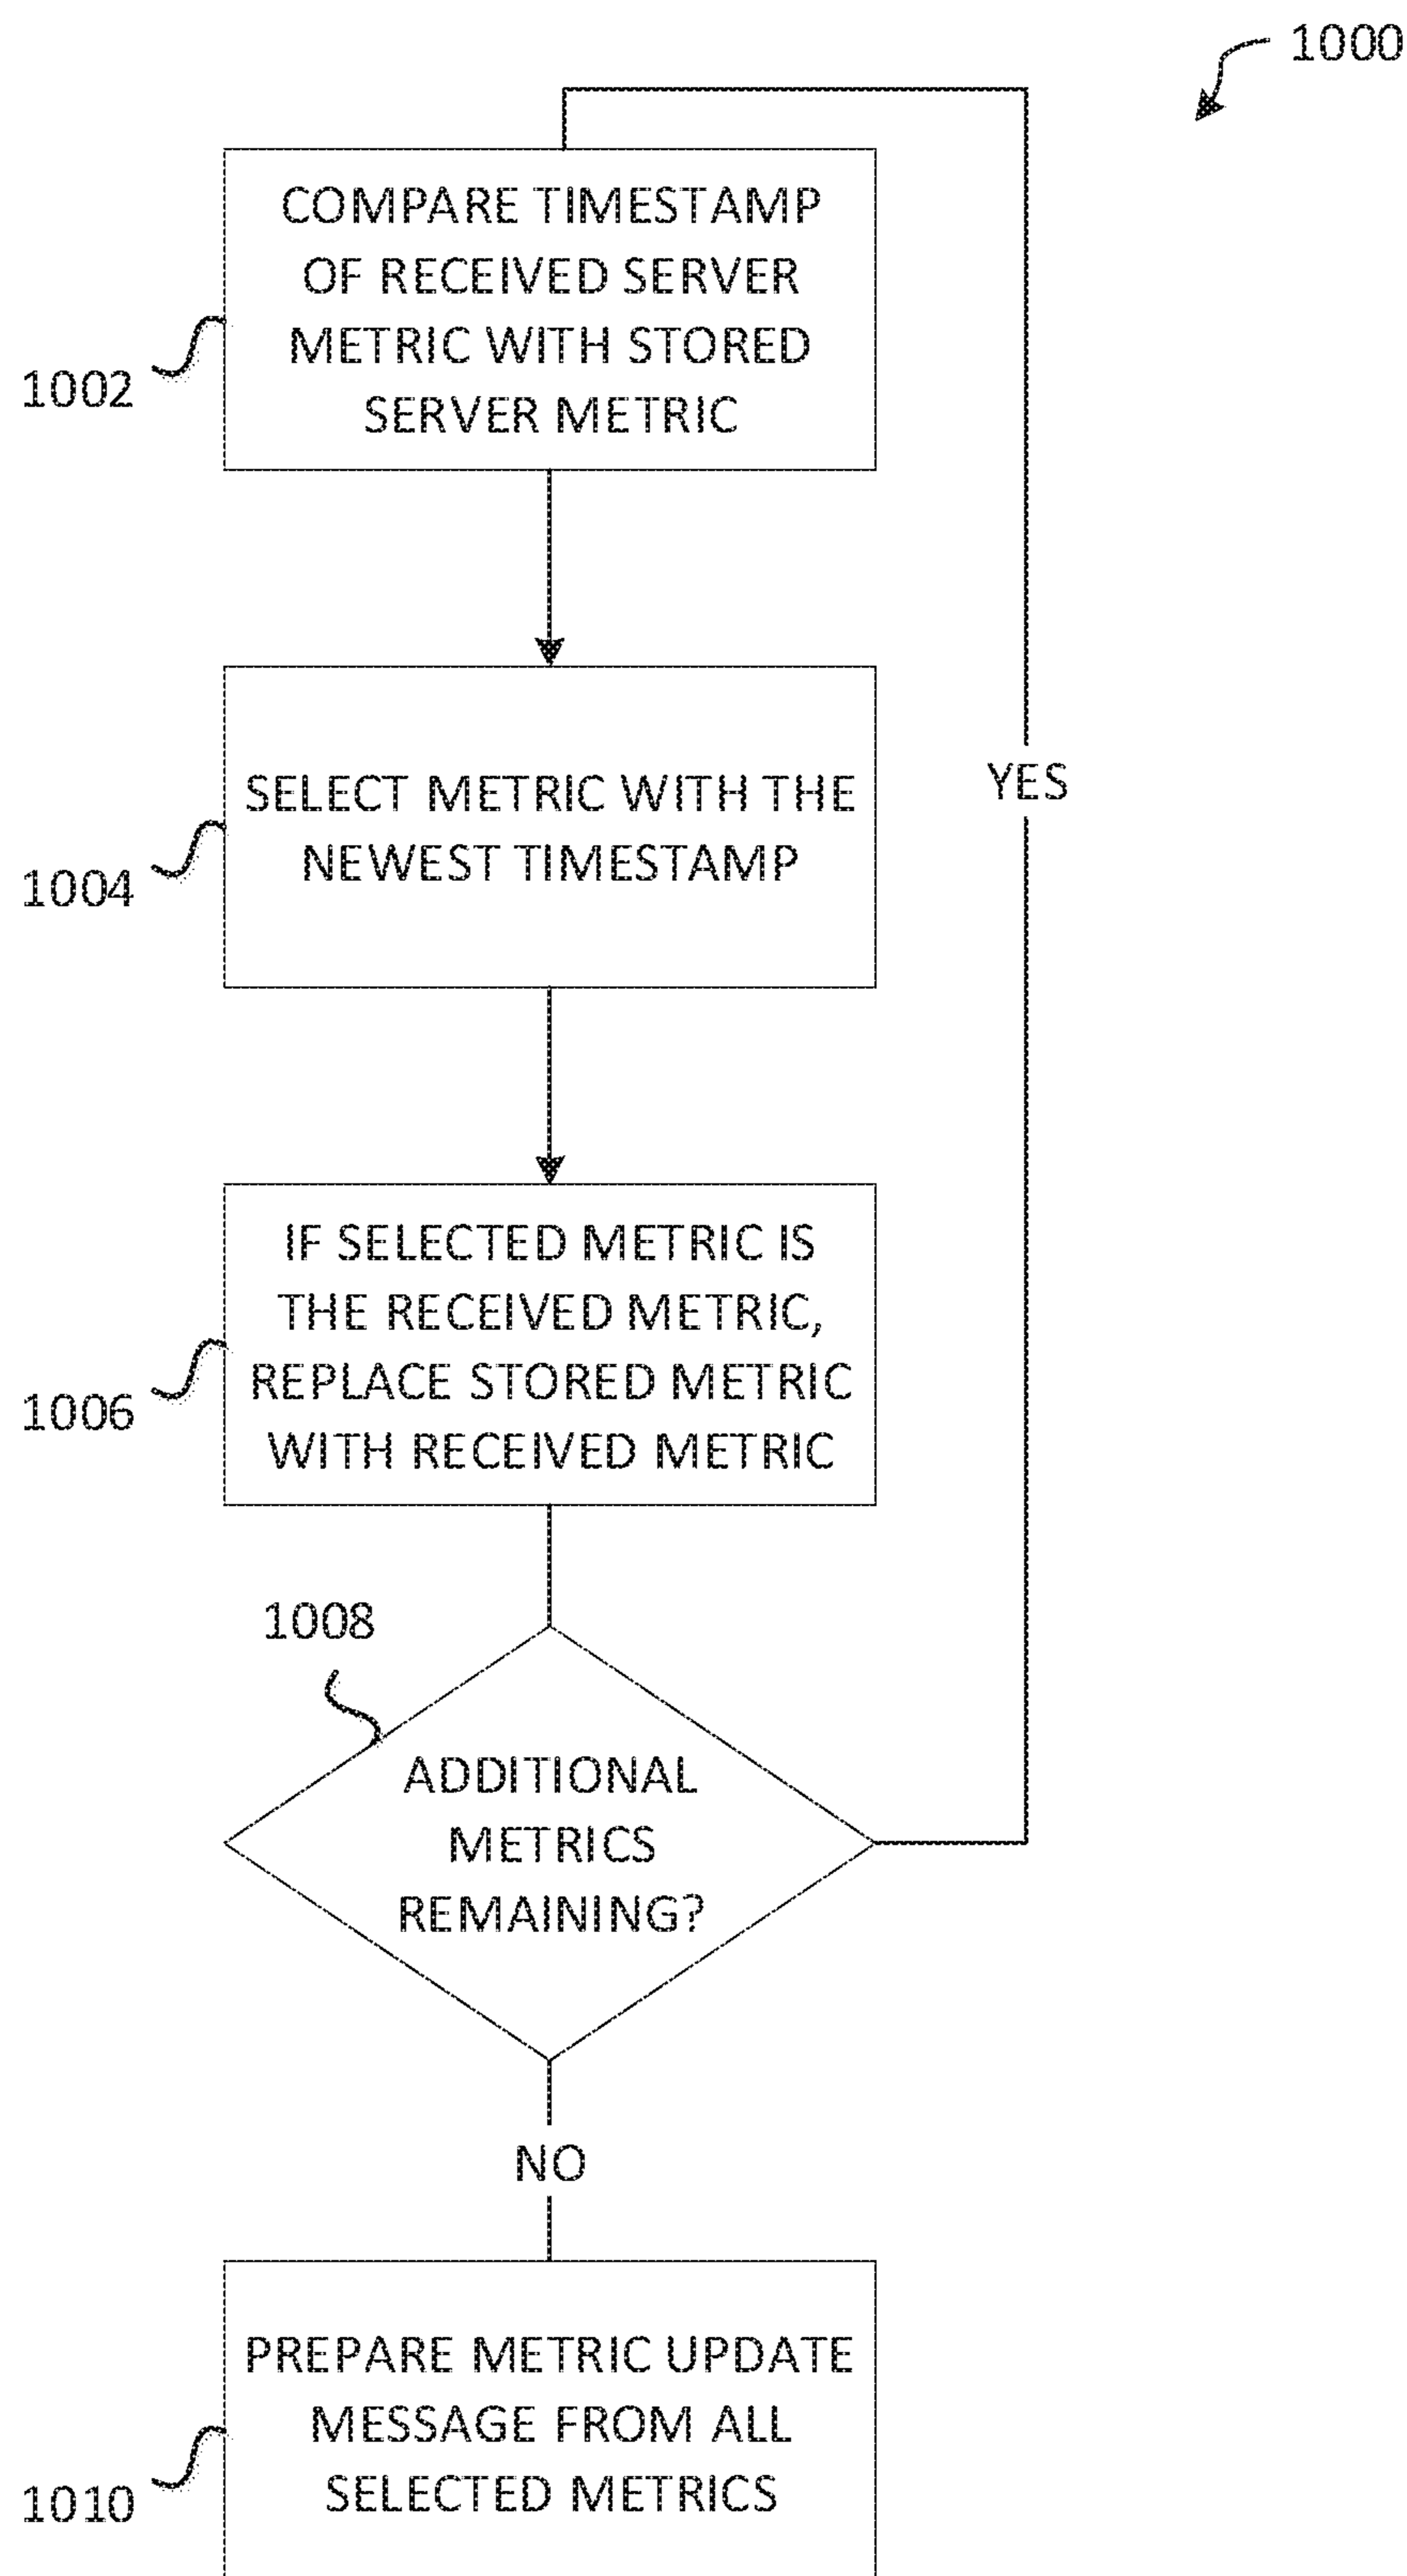 1000
COMPARE TIMESTAMP
OF RECEIVED SERVER
METRIC WITH STORED
SERVER METRIC
1002
YES
SELECT METRIC WITH THE
NEWEST TIMESTAMP
1004
IF SELECTED METRIC IS
THE RECEIVED METRIC,
REPLACE STORED METRIC
WITH RECEIVED METRIC
1006
1008
ADDITIONAL
METRICS
REMAINING?
NO
PREPARE METRIC UPDATE
MESSAGE FROM ALL
SELECTED METRICS
1010